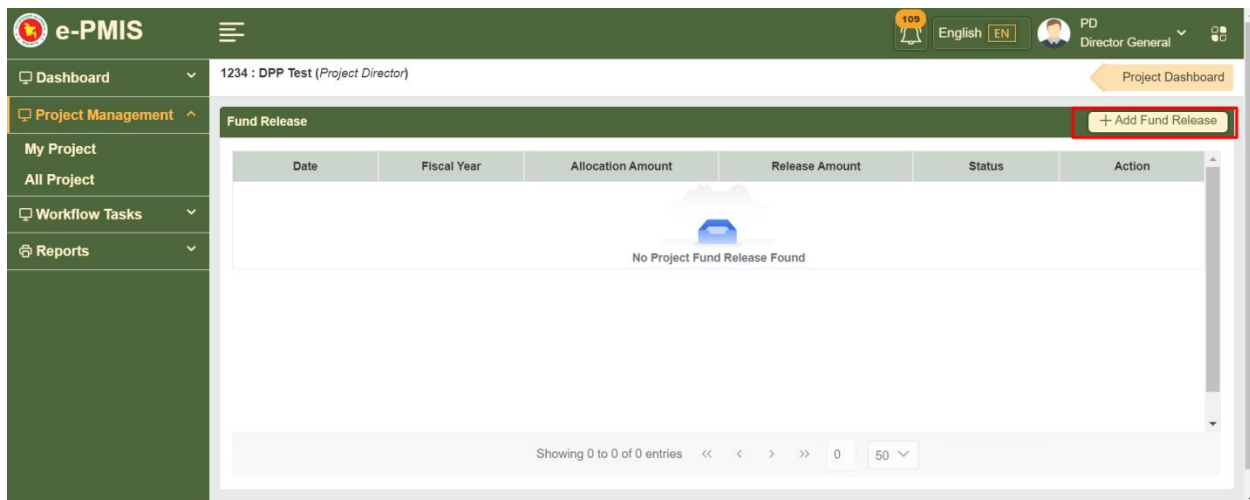 e-PMIS
109
English EN
PD
Director General
Dashboard
1234 : DPP Test (Project Director)
Project Dashboard
Project Management
Fund Release
+ Add Fund Release
My Project
All Project
Date Fiscal Year Allocation Amount Release Amount Status Action
Workflow Tasks
Reports
No Project Fund Release Found
Showing 0 to 0 of 0 entries << < > >> 0 50